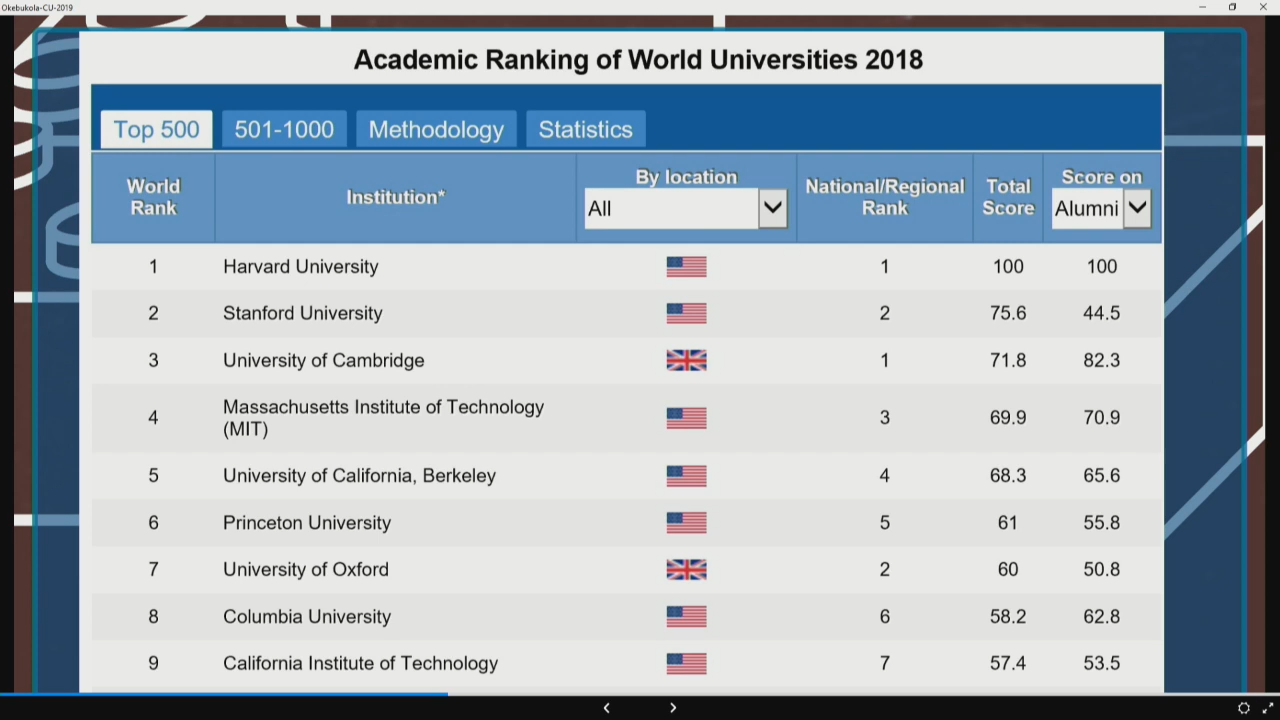 Okebukola-CU-2019
Academic Ranking of World Universities 2018
Top 500 501-1000 Methodology Statistics
World Rank Institution* By location All National/Regional Rank Total Score Score on Alumni
1 Harvard University 1 100 100
2 Stanford University 2 75.6 44.5
3 University of Cambridge 1 71.8 82.3
4 Massachusetts Institute of Technology (MIT) 3 69.9 70.9
5 University of California, Berkeley 4 68.3 65.6
6 Princeton University 5 61 55.8
7 University of Oxford 2 60 50.8
8 Columbia University 6 58.2 62.8
9 California Institute of Technology 7 57.4 53.5